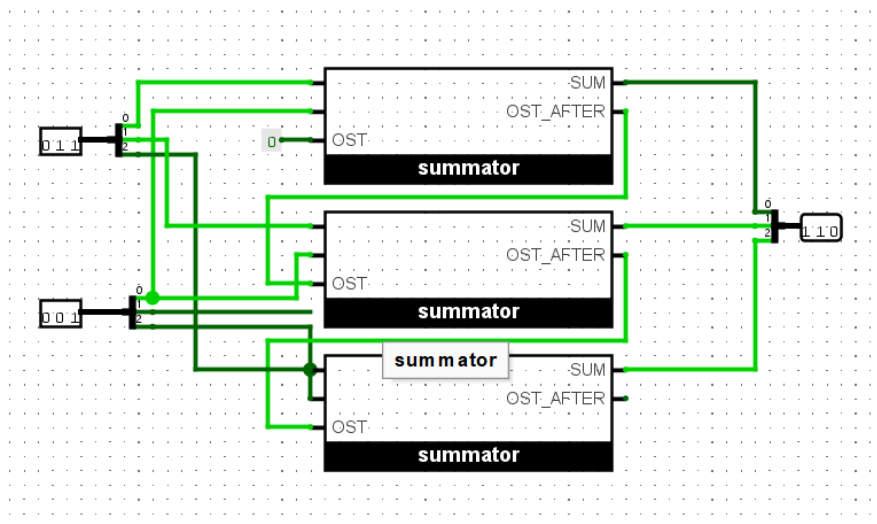 0
1
2
0 1 1
0
SUM
OST_AFTER
OST
summator
0
1
2
1 1 0
SUM
OST_AFTER
OST
summator
0
1
2
0 0 1
summator
SUM
OST_AFTER
OST
summator